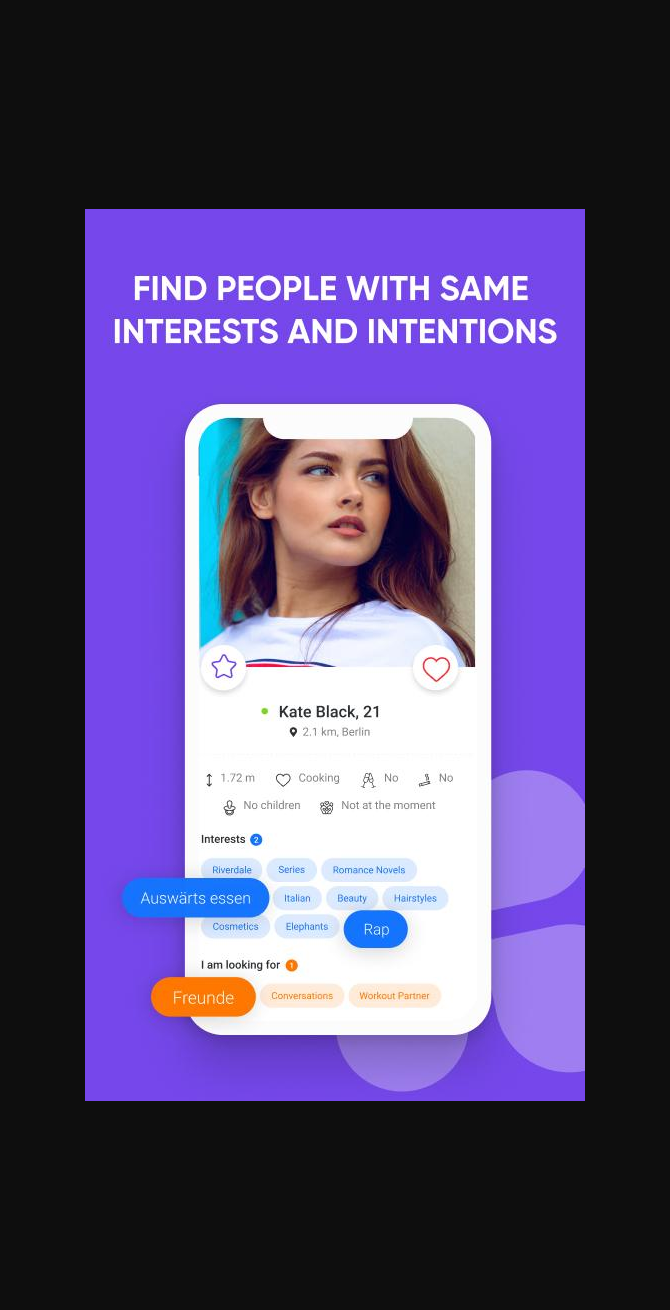 FIND PEOPLE WITH SAME
INTERESTS AND INTENTIONS
Kate Black, 21
2.1 km, Berlin
1.72 m Cooking No No
No children Not at the moment
Interests 2
Riverdale Series Romance Novels
Auswärts essen Italian Beauty Hairstyles
Cosmetics Elephants Rap
I am looking for 1
Freunde Conversations Workout Partner